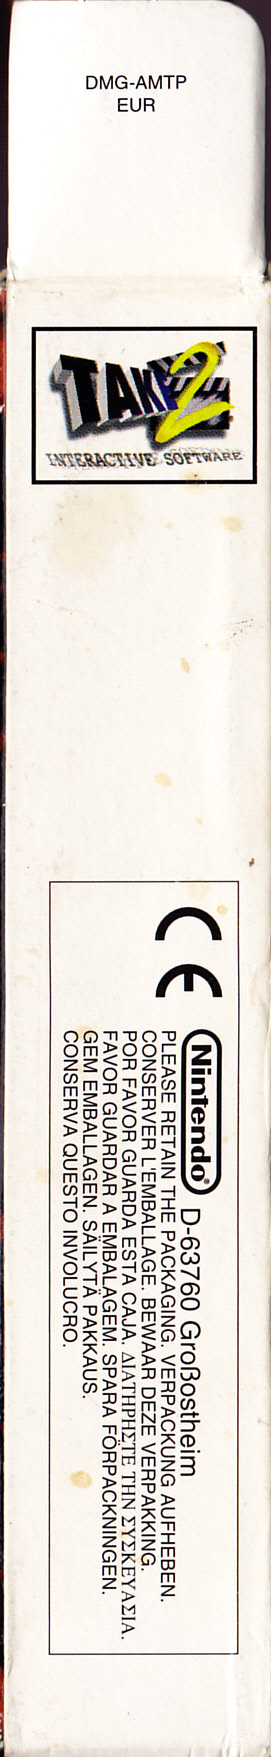 DMG-AMTP
EUR
TAKE 2
INTERACTIVE SOFTWARE
CE
Nintendo® D-63760 Großostheim
PLEASE RETAIN THE PACKAGING. VERPACKUNG AUFHEBEN.
CONSERVER L'EMBALLAGE. BEWAAR DEZE VERPAKKING.
POR FAVOR GUARDA ESTA CAJA. ΔΙΑΤΗΡΗΣΤΕ ΤΗΝ ΣΥΣΚΕΥΑΣΙΑ.
FAVOR GUARDAR A EMBALAGEM. SPARA FÖRPACKNINGEN.
GEM EMBALLAGEN. SÄILYTÄ PAKKAUS.
CONSERVA QUESTO INVOLUCRO.